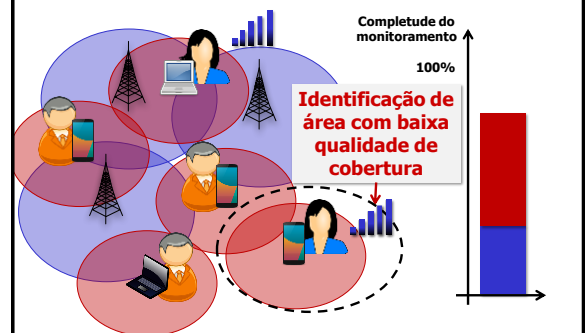 Completude do
monitoramento
100%
Identificação de
área com baixa
qualidade de
cobertura